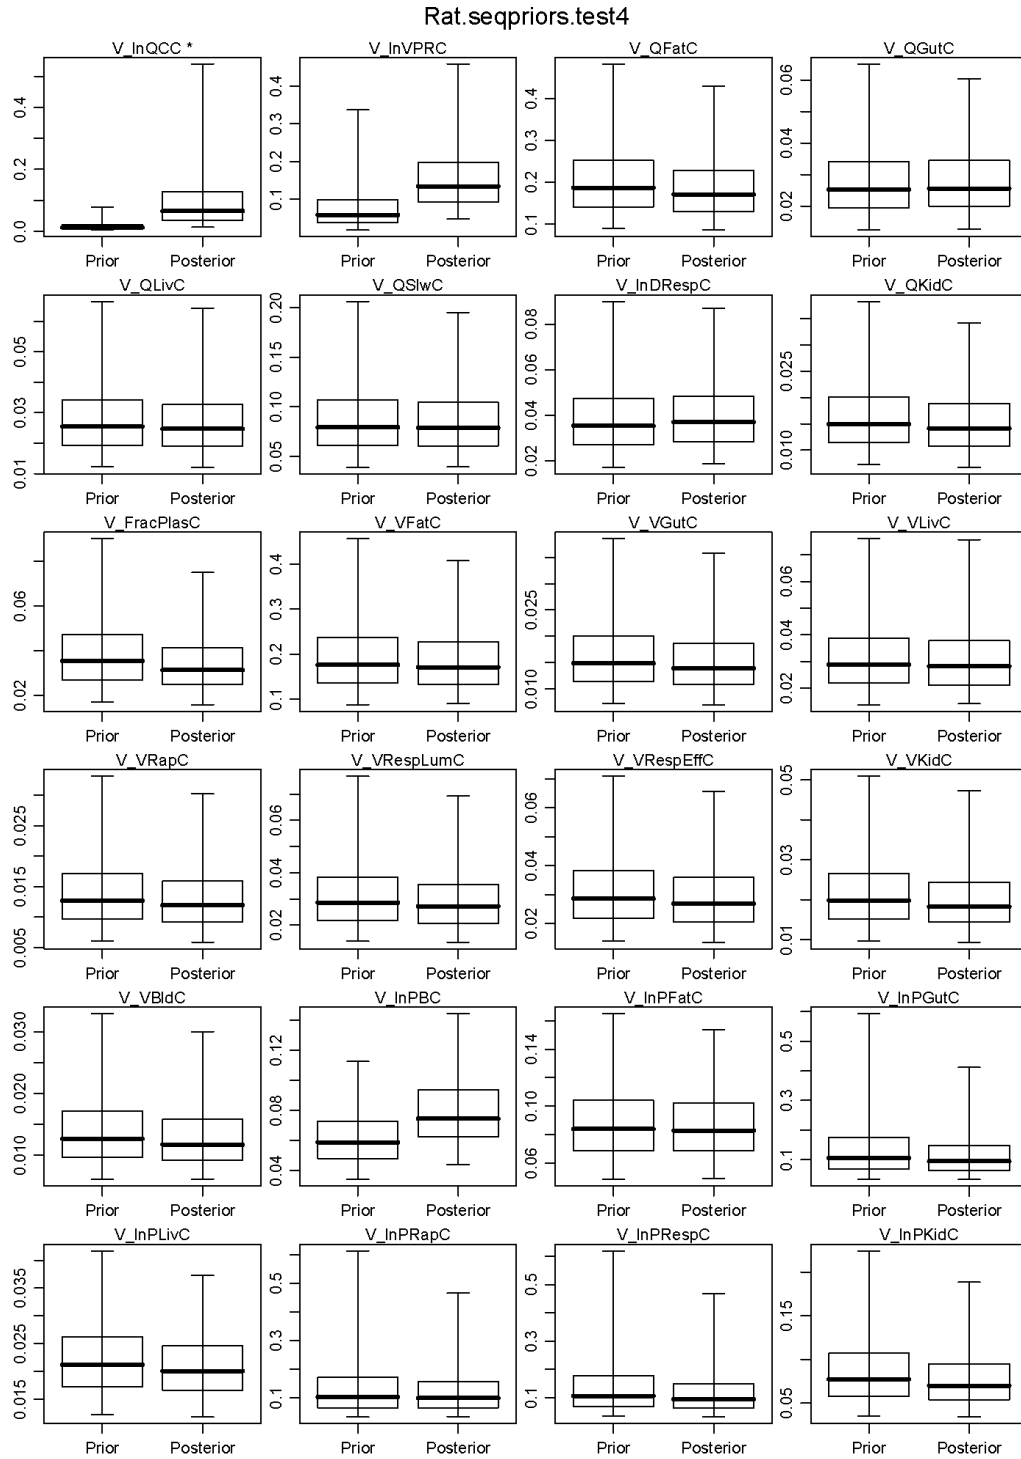 Rat.seqpriors.test4
V_lnQCC * V_lnVPRC V_QFatC V_QGutC
0.0 0.2 0.4 0.1 0.2 0.3 0.4 0.1 0.2 0.3 0.4 0.02 0.04 0.06
Prior Posterior Prior Posterior Prior Posterior Prior Posterior
V_QLivC V_QSlwC V_lnDRespC V_QKidC
0.01 0.03 0.05 0.05 0.10 0.15 0.20 0.02 0.04 0.06 0.08 0.010 0.025
Prior Posterior Prior Posterior Prior Posterior Prior Posterior
V_FracPlasC V_VFatC V_VGutC V_VLivC
0.02 0.06 0.1 0.2 0.3 0.4 0.010 0.025 0.02 0.04 0.06
Prior Posterior Prior Posterior Prior Posterior Prior Posterior
V_VRapC V_VRespLumC V_VRespEffC V_VKidC
0.005 0.015 0.025 0.02 0.04 0.06 0.02 0.04 0.06 0.01 0.03 0.05
Prior Posterior Prior Posterior Prior Posterior Prior Posterior
V_VBldC V_lnPBC V_lnPFatC V_lnPGutC
0.010 0.020 0.030 0.04 0.08 0.12 0.06 0.10 0.14 0.1 0.3 0.5
Prior Posterior Prior Posterior Prior Posterior Prior Posterior
V_lnPLivC V_lnPRapC V_lnPRespC V_lnPKidC
0.015 0.025 0.035 0.1 0.3 0.5 0.1 0.3 0.5 0.05 0.15
Prior Posterior Prior Posterior Prior Posterior Prior Posterior